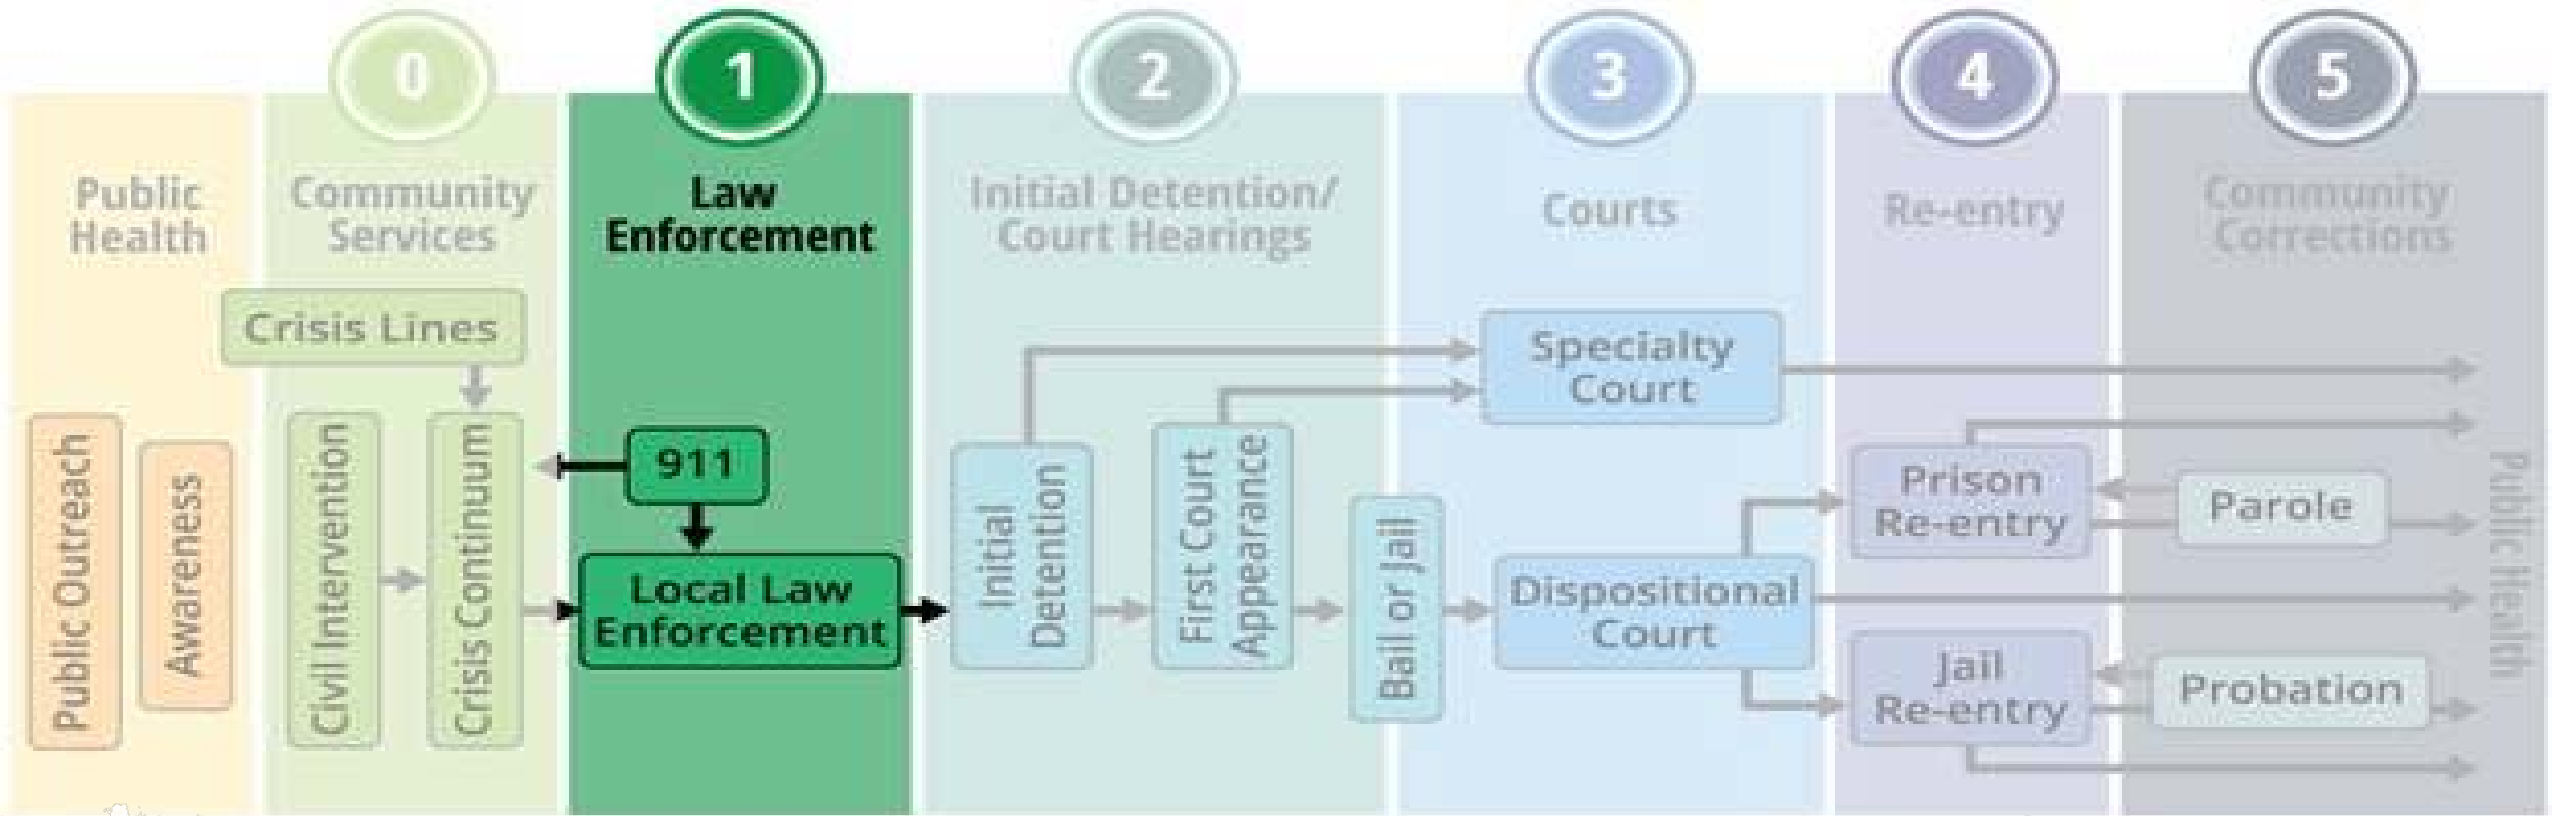 0
1
2
3
4
5
Public
Health
Community
Services
Law
Enforcement
Initial Detention/
Court Hearings
Courts
Re-entry
Community
Corrections
Crisis Lines
Public Outreach
Awareness
Civil Intervention
Crisis Continuum
911
Local Law
Enforcement
Initial
Detention
First Court
Appearance
Bail or Jail
Specialty
Court
Dispositional
Court
Prison
Re-entry
Jail
Re-entry
Parole
Probation
Public Health